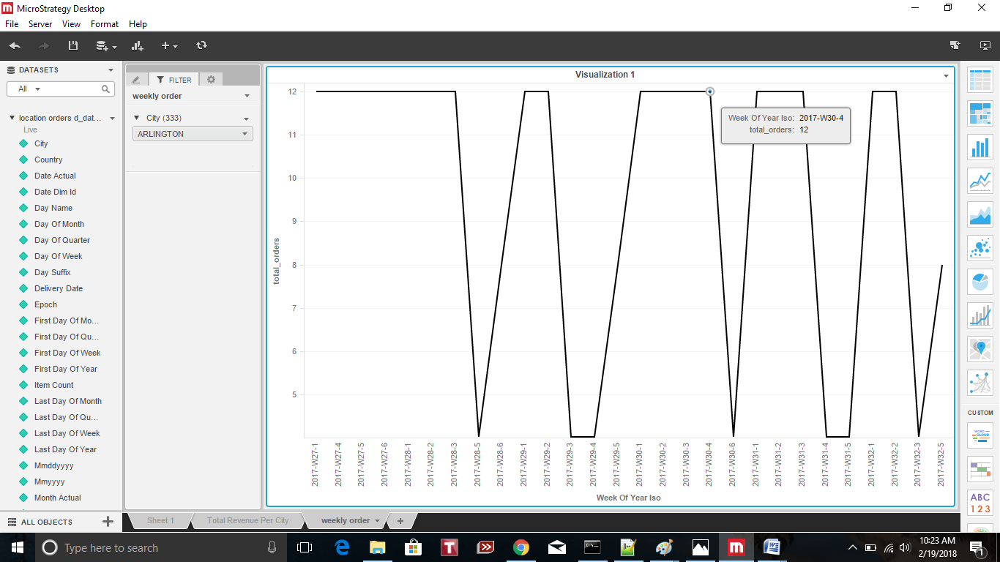 MicroStrategy Desktop
File Server View Format Help
DATASETS
All
location orders d_dat...
Live
City
Country
Date Actual
Date Dim Id
Day Name
Day Of Month
Day Of Quarter
Day Of Week
Day Suffix
Delivery Date
Epoch
First Day Of Mo...
First Day Of Qu...
First Day Of Week
First Day Of Year
Item Count
Last Day Of Month
Last Day Of Qu...
Last Day Of Week
Last Day Of Year
Mmddyyyy
Mmyyyy
Month Actual
ALL OBJECTS
FILTER
weekly order
City (333)
ARLINGTON
Visualization 1
12
11
10
9
8
7
6
5
total_orders
Week Of Year Iso: 2017-W30-4
total_orders: 12
2017-W27-1
2017-W27-4
2017-W27-5
2017-W27-6
2017-W28-1
2017-W28-2
2017-W28-3
2017-W28-5
2017-W28-6
2017-W29-1
2017-W29-2
2017-W29-3
2017-W29-4
2017-W29-5
2017-W30-1
2017-W30-2
2017-W30-3
2017-W30-4
2017-W30-6
2017-W31-1
2017-W31-2
2017-W31-3
2017-W31-4
2017-W31-5
2017-W32-1
2017-W32-2
2017-W32-3
2017-W32-5
Week Of Year Iso
CUSTOM
WORD
CLOUD
ABC
123
Sheet 1
Total Revenue Per City
weekly order
Type here to search
10:23 AM
2/19/2018
1